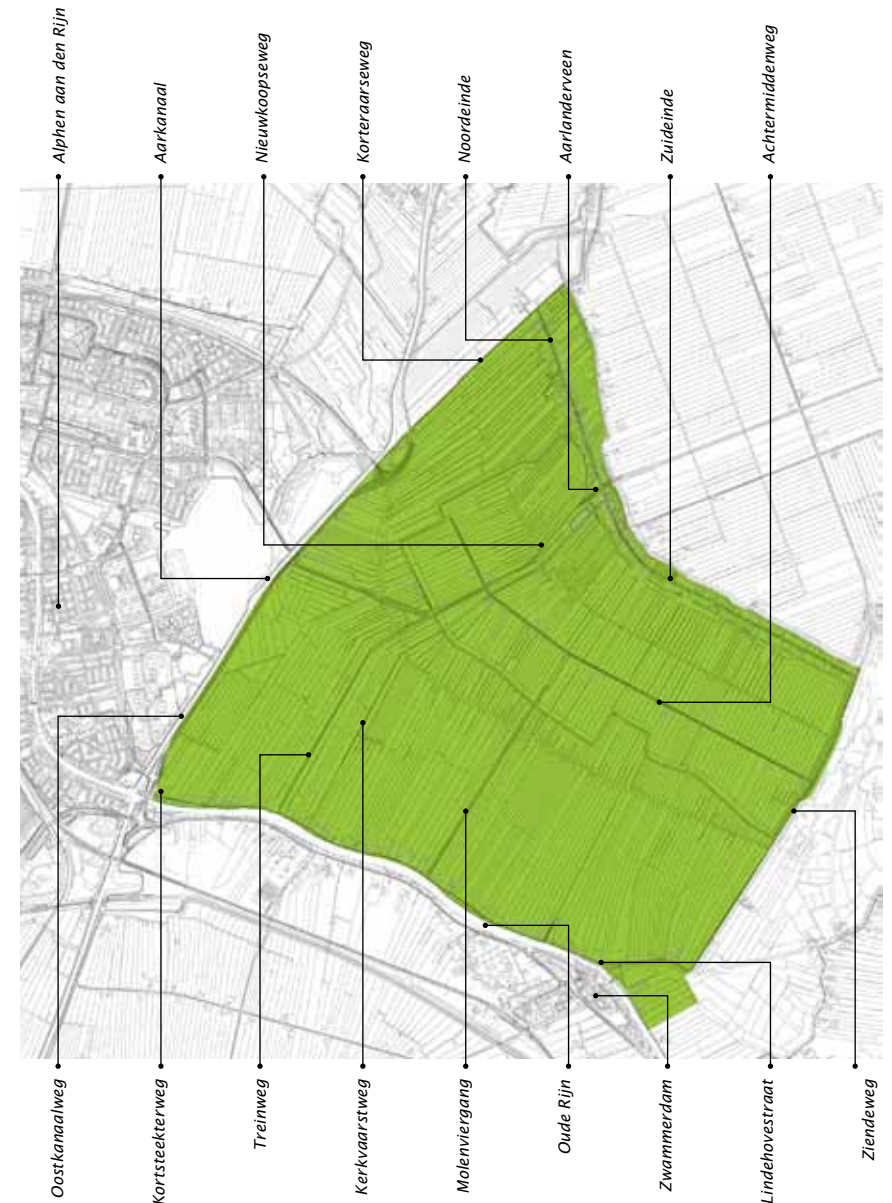 Alphen aan den Rijn
Aarkanaal
Nieuwkoopseweg
Korteraarseweg
Noordeinde
Aarlanderveen
Zuideinde
Achtermiddenweg
Oostkanaalweg
Kortsteekterweg
Treinweg
Kerkvaarstweg
Molenviergang
Oude Rijn
Zwammerdam
Lindehovestraat
Ziendeweg